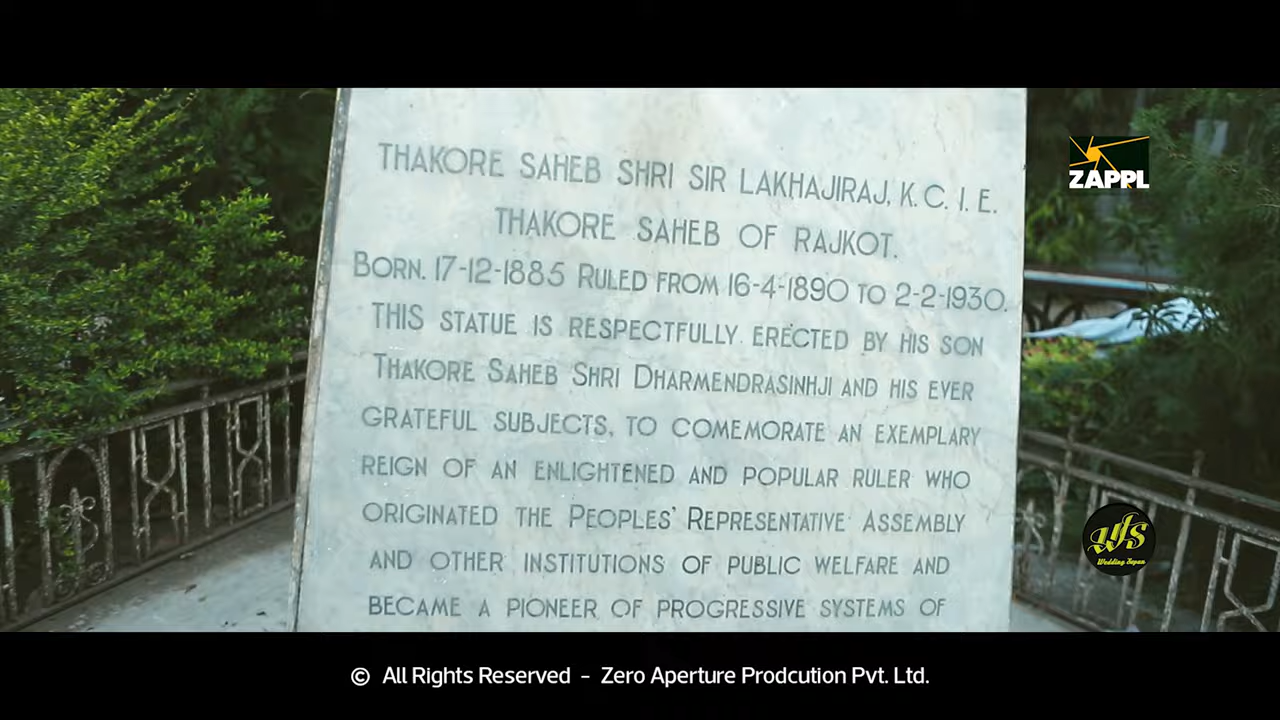 THAKORE SAHEB SHRI SIR LAKHAJIRAJ, K. C. I. E.
THAKORE SAHEB OF RAJKOT.
BORN. 17-12-1885 RULED FROM 16-4-1890 TO 2-2-1930.
THIS STATUE IS RESPECTFULLY ERECTED BY HIS SON
THAKORE SAHEB SHRI DHARMENDRASINHJI AND HIS EVER
GRATEFUL SUBJECTS, TO COMEMORATE AN EXEMPLARY
REIGN OF AN ENLIGHTENED AND POPULAR RULER WHO
ORIGINATED THE PEOPLES' REPRESENTATIVE ASSEMBLY
AND OTHER INSTITUTIONS OF PUBLIC WELFARE AND
BECAME A PIONEER OF PROGRESSIVE SYSTEMS OF
ZAPPL
WS
Wedding Sopan
© All Rights Reserved - Zero Aperture Prodcution Pvt. Ltd.